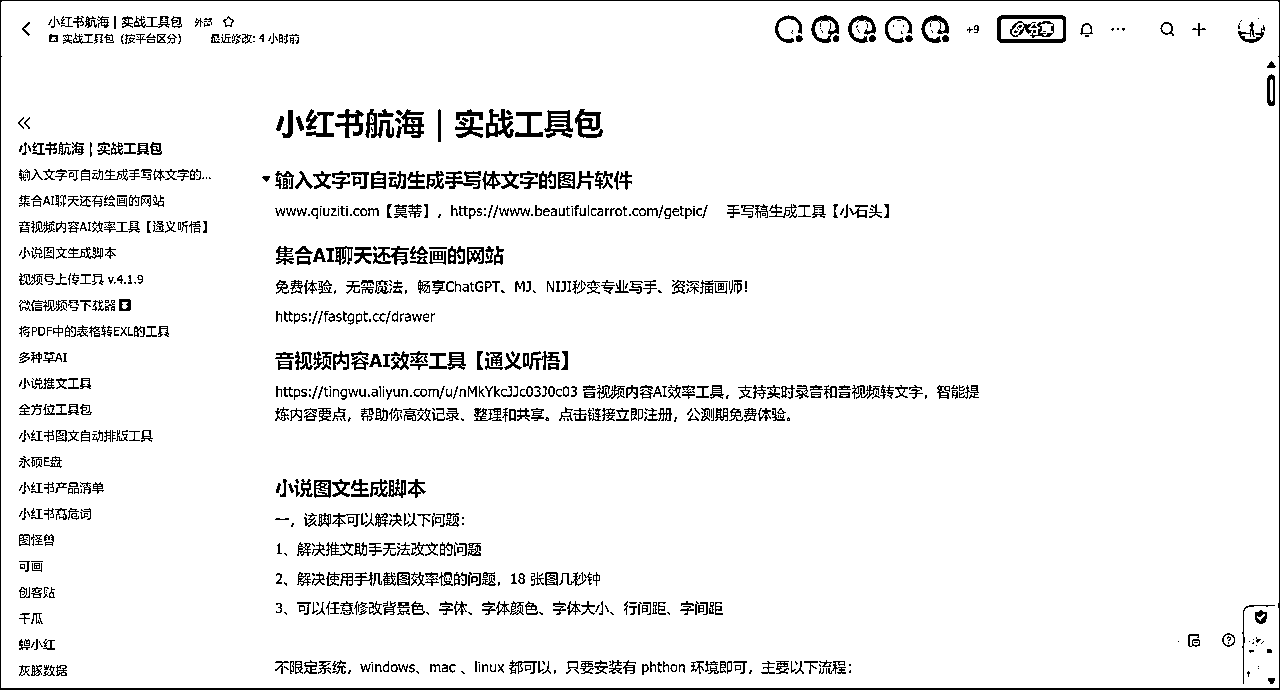 小红书航海 | 实战工具包 外部
实战工具包（按平台区分） 最近修改: 4 小时前
+9 分享
小红书航海 | 实战工具包
输入文字可自动生成手写体文字的...
集合AI聊天还有绘画的网站
音视频内容AI效率工具【通义听悟】
小说图文生成脚本
视频号上传工具 v.4.1.9
微信视频号下载器
将PDF中的表格转EXL的工具
多种草AI
小说推文工具
全方位工具包
小红书图文自动排版工具
永硕E盘
小红书产品清单
小红书高危词
图怪兽
可画
创客贴
千瓜
蝉小红
灰豚数据
小红书航海 | 实战工具包
输入文字可自动生成手写体文字的图片软件
www.qiuziti.com【莫蒂】，https://www.beautifulcarrot.com/getpic/ 手写稿生成工具【小石头】
集合AI聊天还有绘画的网站
免费体验，无需魔法，畅享ChatGPT、MJ、NIJI秒变专业写手、资深插画师！
https://fastgpt.cc/drawer
音视频内容AI效率工具【通义听悟】
https://tingwu.aliyun.com/u/nMkYkcJJc03J0c03 音视频内容AI效率工具，支持实时录音和音视频转文字，智能提
炼内容要点，帮助你高效记录、整理和共享。点击链接立即注册，公测期免费体验。
小说图文生成脚本
一，该脚本可以解决以下问题：
1、解决推文助手无法改文的问题
2、解决使用手机截图效率慢的问题，18 张图几秒钟
3、可以任意修改背景色、字体、字体颜色、字体大小、行间距、字间距
不限定系统，windows、mac 、linux 都可以，只要安装有 phthon 环境即可，主要以下流程：